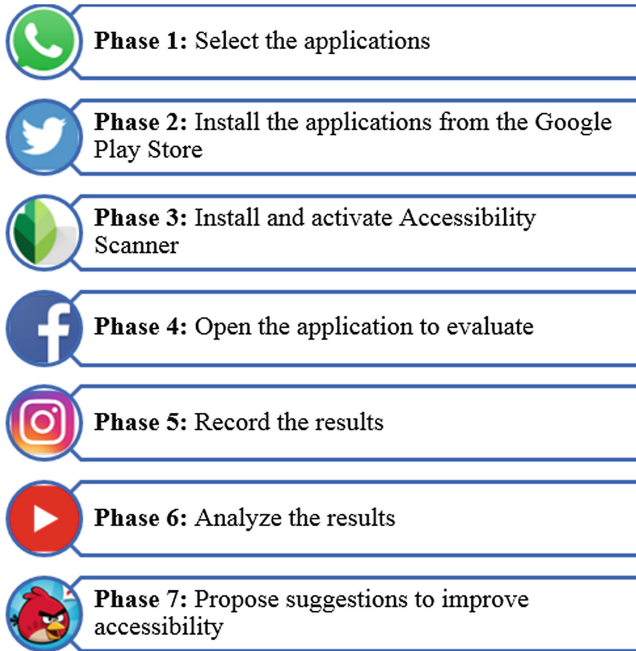 Phase 1: Select the applications
Phase 2: Install the applications from the Google
Play Store
Phase 3: Install and activate Accessibility
Scanner
Phase 4: Open the application to evaluate
Phase 5: Record the results
Phase 6: Analyze the results
Phase 7: Propose suggestions to improve
accessibility